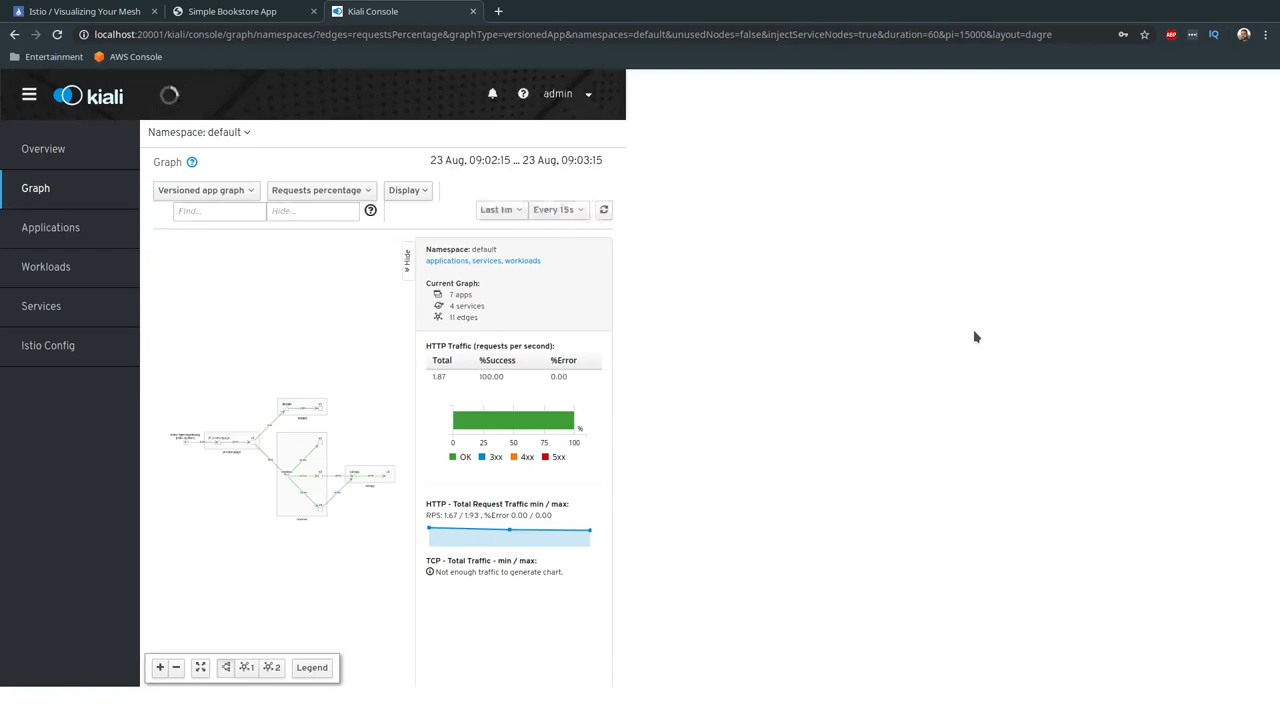 Istio / Visualizing Your Mesh
Simple Bookstore App
Kiali Console
localhost:20001/kiali/console/graph/namespaces/?edges=requestsPercentage&graphType=versionedApp&namespaces=default&unusedNodes=false&injectServiceNodes=true&duration=60&pi=15000&layout=dagre
Entertainment
AWS Console
kiali
admin
Namespace: default
Overview
Graph
Applications
Workloads
Services
Istio Config
Graph
23 Aug, 09:02:15 ... 23 Aug, 09:03:15
Versioned app graph
Requests percentage
Display
Find...
Hide...
Last 1m
Every 15s
Hide
Namespace: default
applications, services, workloads
Current Graph:
7 apps
4 services
11 edges
HTTP Traffic (requests per second):
Total %Success %Error
1.87 100.00 0.00
%
0 25 50 75 100
OK 3xx 4xx 5xx
HTTP - Total Request Traffic min / max:
RPS: 1.67 / 1.93 , %Error 0.00 / 0.00
TCP - Total Traffic - min / max:
Not enough traffic to generate chart.
1
2
Legend